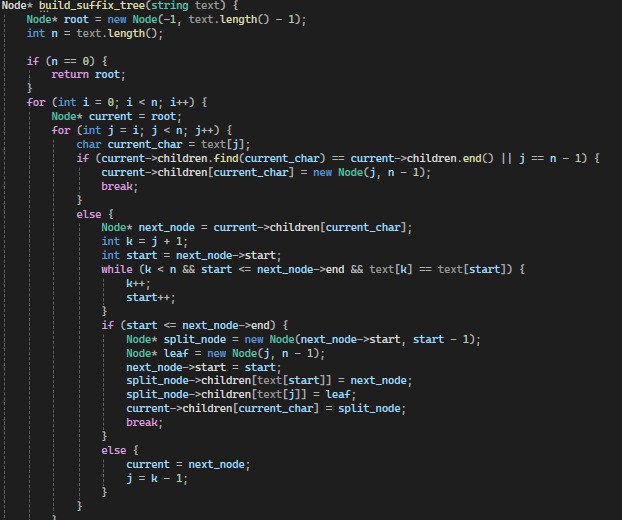 Node* build_suffix_tree(string text) {
    Node* root = new Node(-1, text.length() - 1);
    int n = text.length();

    if (n == 0) {
        return root;
    }
    for (int i = 0; i < n; i++) {
        Node* current = root;
        for (int j = i; j < n; j++) {
            char current_char = text[j];
            if (current->children.find(current_char) == current->children.end() || j == n - 1) {
                current->children[current_char] = new Node(j, n - 1);
                break;
            }
            else {
                Node* next_node = current->children[current_char];
                int k = j + 1;
                int start = next_node->start;
                while (k < n && start <= next_node->end && text[k] == text[start]) {
                    k++;
                    start++;
                }
                if (start <= next_node->end) {
                    Node* split_node = new Node(next_node->start, start - 1);
                    Node* leaf = new Node(j, n - 1);
                    next_node->start = start;
                    split_node->children[text[start]] = next_node;
                    split_node->children[text[j]] = leaf;
                    current->children[current_char] = split_node;
                    break;
                }
                else {
                    current = next_node;
                    j = k - 1;
                }
            }
        }